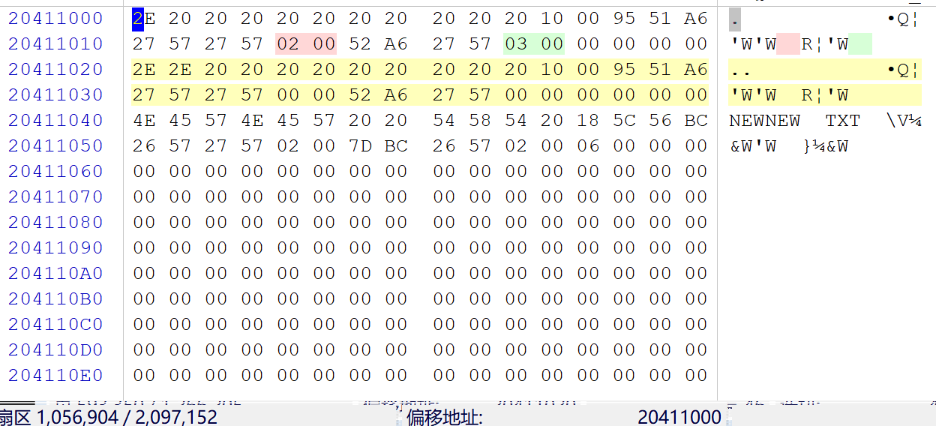 20411000 2E 20 20 20 20 20 20 20 20 20 20 10 00 95 51 A6 . •Q¦
20411010 27 57 27 57 02 00 52 A6 27 57 03 00 00 00 00 00 'W'W R¦'W
20411020 2E 2E 20 20 20 20 20 20 20 20 20 10 00 95 51 A6 .. •Q¦
20411030 27 57 27 57 00 00 52 A6 27 57 00 00 00 00 00 00 'W'W R¦'W
20411040 4E 45 57 4E 45 57 20 20 54 58 54 20 18 5C 56 BC NEWNEW TXT \V¼
20411050 26 57 27 57 02 00 7D BC 26 57 02 00 06 00 00 00 &W'W }¼&W
20411060 00 00 00 00 00 00 00 00 00 00 00 00 00 00 00 00
20411070 00 00 00 00 00 00 00 00 00 00 00 00 00 00 00 00
20411080 00 00 00 00 00 00 00 00 00 00 00 00 00 00 00 00
20411090 00 00 00 00 00 00 00 00 00 00 00 00 00 00 00 00
204110A0 00 00 00 00 00 00 00 00 00 00 00 00 00 00 00 00
204110B0 00 00 00 00 00 00 00 00 00 00 00 00 00 00 00 00
204110C0 00 00 00 00 00 00 00 00 00 00 00 00 00 00 00 00
204110D0 00 00 00 00 00 00 00 00 00 00 00 00 00 00 00 00
204110E0 00 00 00 00 00 00 00 00 00 00 00 00 00 00 00 00
扇区 1,056,904 / 2,097,152 偏移地址: 20411000